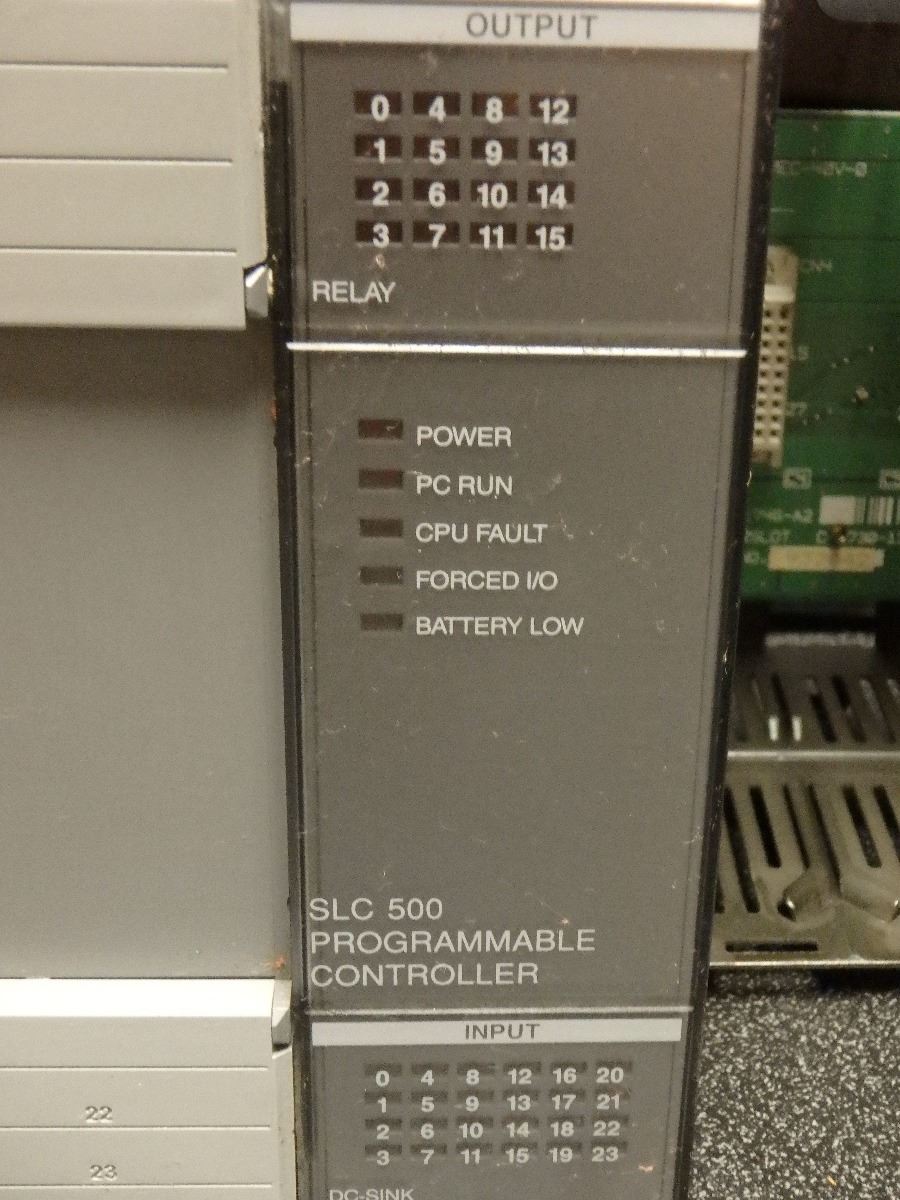 OUTPUT
0 4 8 12
1 5 9 13
2 6 10 14
3 7 11 15
RELAY
POWER
PC RUN
CPU FAULT
FORCED I/O
BATTERY LOW
SLC 500
PROGRAMMABLE
CONTROLLER
INPUT
0 4 8 12 16 20
1 5 9 13 17 21
2 6 10 14 18 22
3 7 11 15 19 23
DC-SINK
22
23
CN4